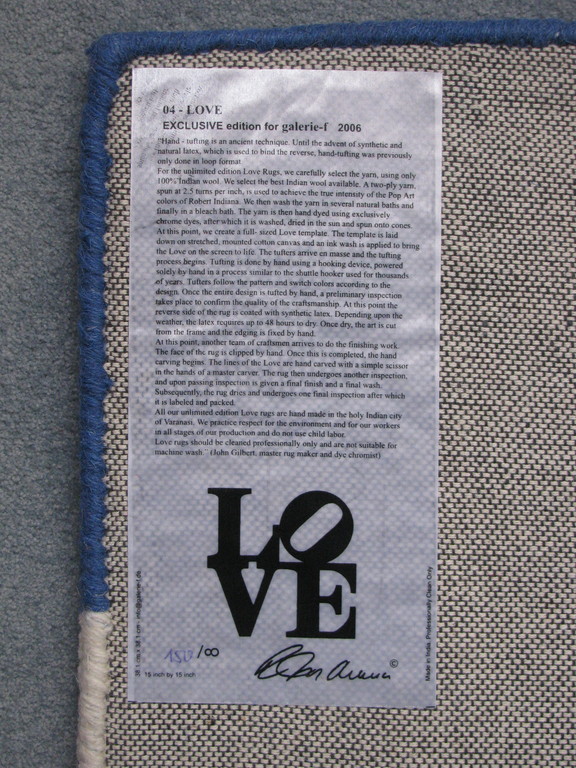 04 - LOVE
EXCLUSIVE edition for galerie-f 2006
"Hand - tufting is an ancient technique. Until the advent of synthetic and
natural latex, which is used to bind the reverse, hand-tufting was previously
only done in loop format.
For the unlimited edition Love Rugs, we carefully select the yarn, using only
100% Indian wool. We select the best Indian wool available. A two-ply yarn,
spun at 2.5 turns per inch, is used to achieve the true intensity of the Pop Art
colors of Robert Indiana. We then wash the yarn in several natural baths and
finally in a bleach bath. The yarn is then hand dyed using exclusively
chrome dyes, after which it is washed, dried in the sun and spun onto cones.
At this point, we create a full- sized Love template. The template is laid
down on stretched, mounted cotton canvas and an ink wash is applied to bring
the Love on the screen to life. The tufters arrive en masse and the tufting
process begins. Tufting is done by hand using a hooking device, powered
solely by hand in a process similar to the shuttle hooker used for thousands
of years. Tufters follow the pattern and switch colors according to the
design. Once the entire design is tufted by hand, a preliminary inspection
takes place to confirm the quality of the craftsmanship. At this point the
reverse side of the rug is coated with synthetic latex. Depending upon the
weather, the latex requires up to 48 hours to dry. Once dry, the art is cut
from the frame and the edging is fixed by hand.
At this point, another team of craftsmen arrives to do the finishing work.
The face of the rug is clipped by hand. Once this is completed, the hand
carving begins. The lines of the Love are hand carved with a simple scissor
in the hands of a master carver. The rug then undergoes another inspection,
and upon passing inspection is given a final finish and a final wash.
Subsequently, the rug dries and undergoes one final inspection after which
it is labeled and packed.
All our unlimited edition Love rugs are hand made in the holy Indian city
of Varanasi. We practice respect for the environment and for our workers
in all stages of our production and do not use child labor.
Love rugs should be cleaned professionally only and are not suitable for
machine wash." (John Gilbert, master rug maker and dye chromist)
LO
VE
/∞
©
15 inch by 15 inch
38.1 cm x 38.1 cm info@galerie-f.de
Made in India Professionally Clean Only